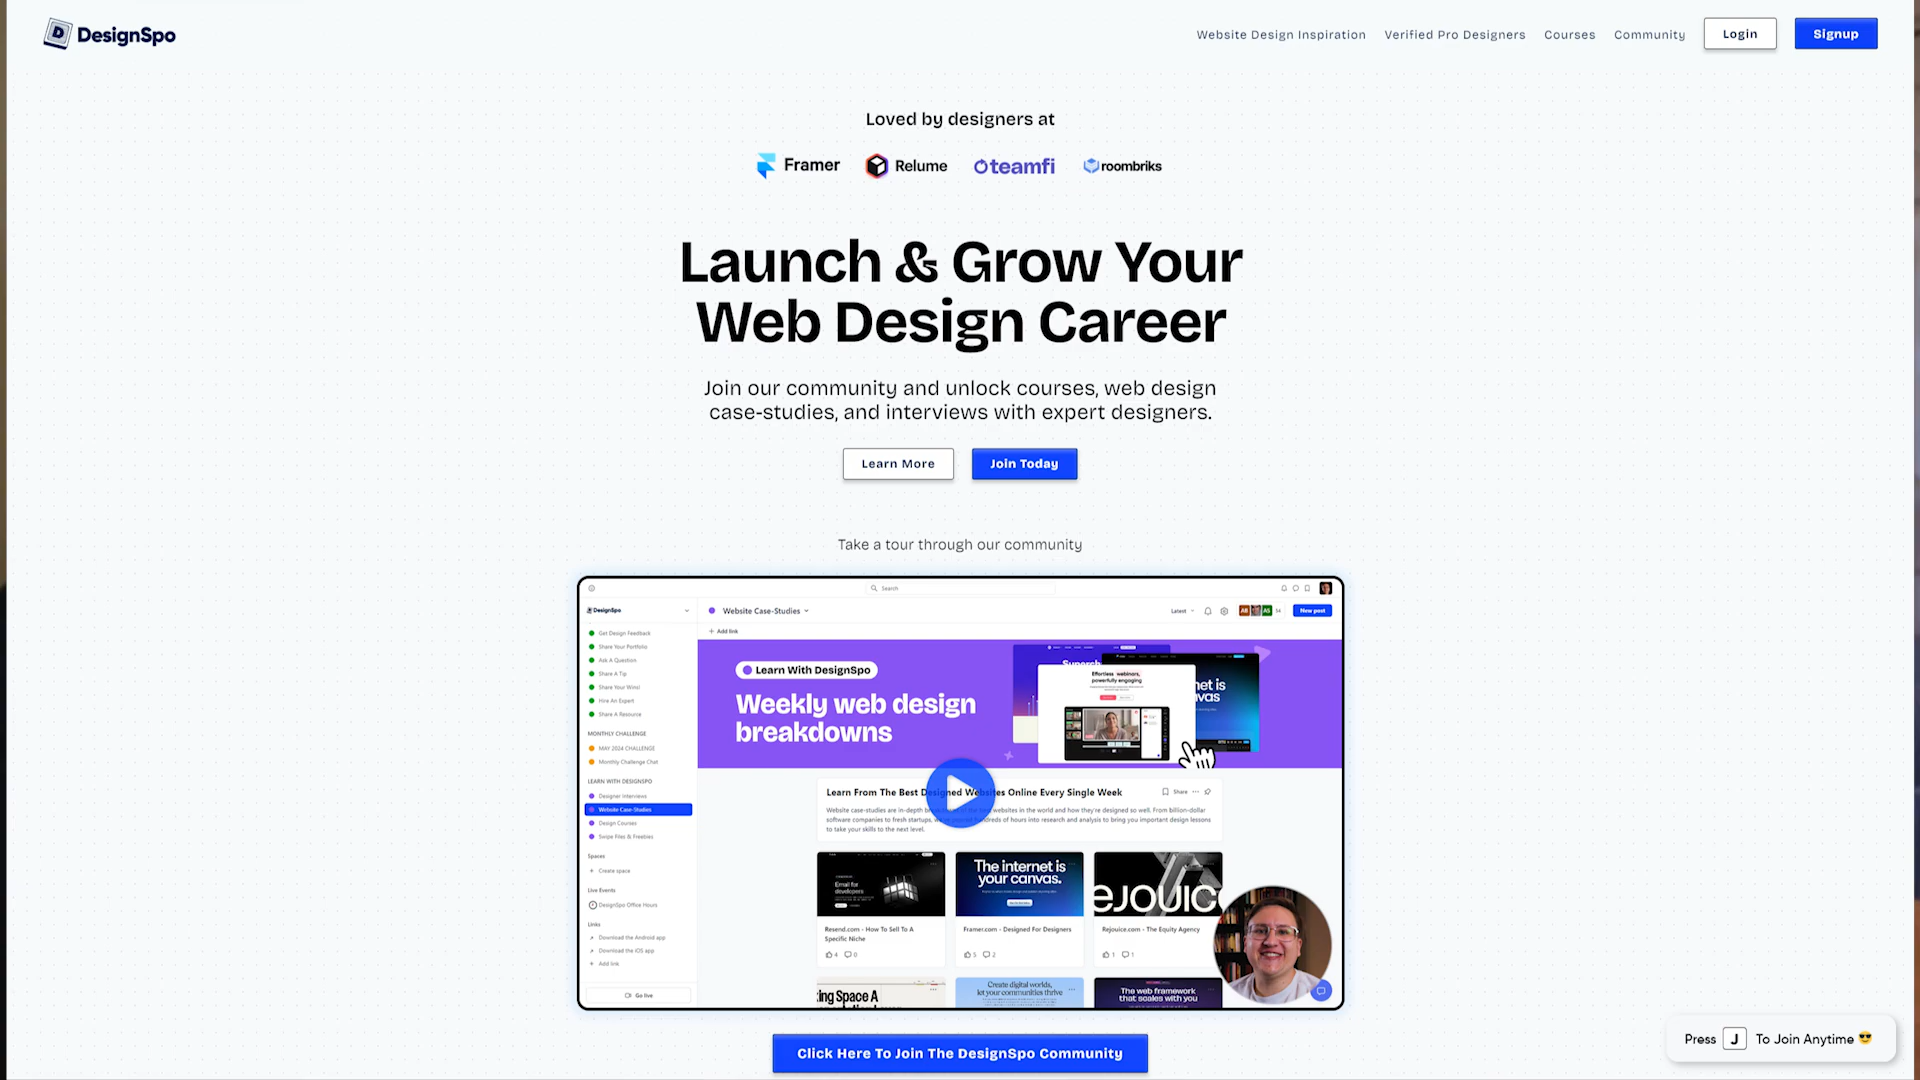 DesignSpo
Website Design Inspiration
Verified Pro Designers
Courses
Community
Login
Signup
Loved by designers at
Framer
Relume
teamfi
roombriks
Launch & Grow Your
Web Design Career
Join our community and unlock courses, web design
case-studies, and interviews with expert designers.
Learn More
Join Today
Take a tour through our community
Search
DesignSpo
Website Case-Studies
Latest
AB
AS
54
New post
Add link
Get Design Feedback
Share Your Portfolio
Ask A Question
Share A Tip
Share Your Wins!
Hire An Expert
Share A Resource
MONTHLY CHALLENGE
MAY 2024 CHALLENGE
Monthly Challenge Chat
LEARN WITH DESIGNSPO
Designer Interviews
Website Case-Studies
Design Courses
Swipe Files & Freebies
Spaces
Create space
Live Events
DesignSpo Office Hours
Links
Download the Android app
Download the iOS app
Add link
Go live
Learn With DesignSpo
Weekly web design
breakdowns
Effortless webinars,
powerfully engaging
Learn From The Best Designed Websites Online Every Single Week
Share
Website case-studies are in-depth websites in the world and how they're designed so well. From billion-dollar
software companies to fresh startups, hundreds of hours into research and analysis to bring you important design lessons
to take your skills to the next level.
Email for
developers
Resend.com - How To Sell To A
Specific Niche
4
0
The internet is
your canvas.
Framer.com - Designed For Designers
5
2
EJOUIC
Rejouice.com - The Equity Agency
1
1
ing Space A
Create digital worlds,
let your communities thrive
The web framework
that scales with you
Click Here To Join The DesignSpo Community
Press J To Join Anytime 😎